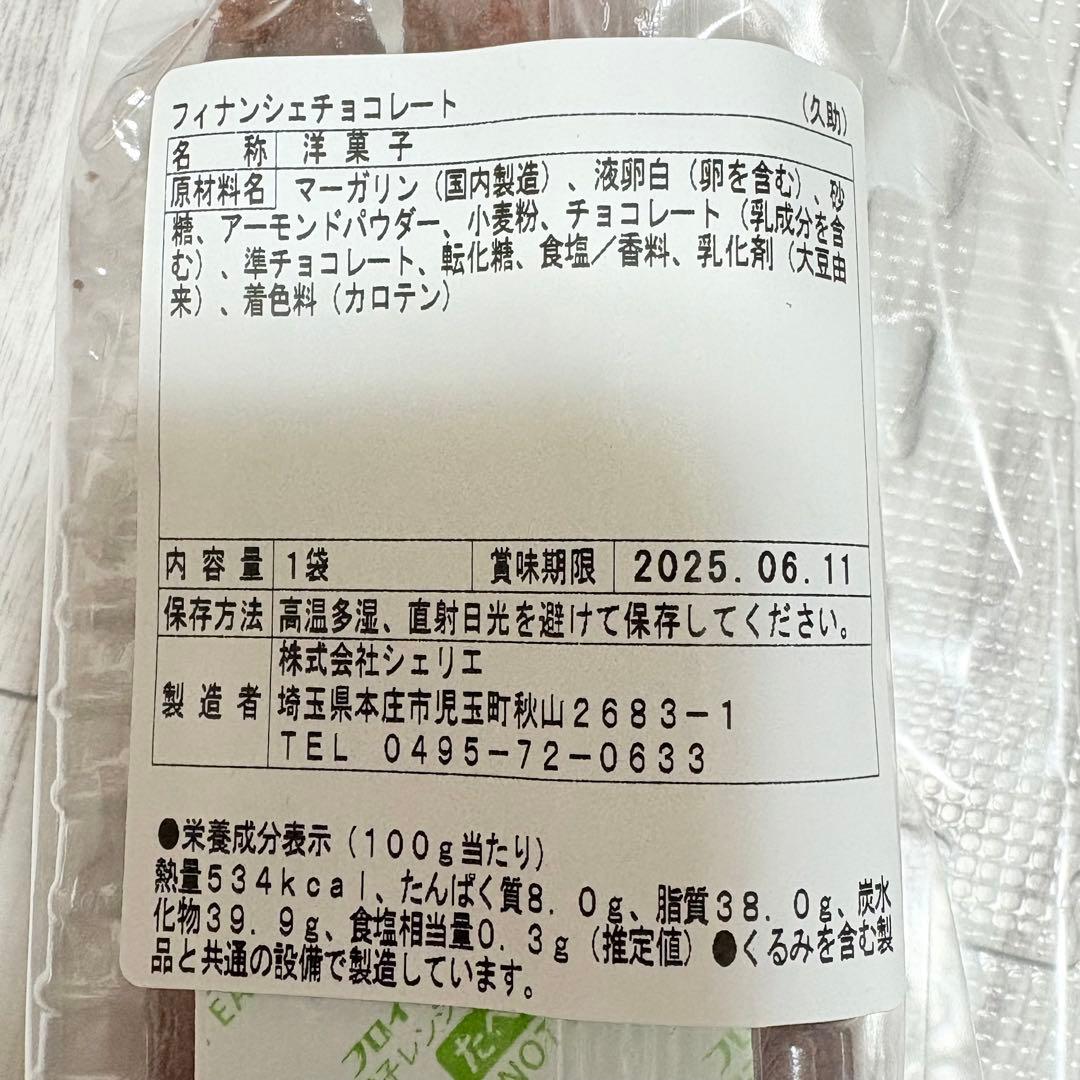 フィナンシェチョコレート (久助)
名 称 洋菓子
原材料名 マーガリン（国内製造）、液卵白（卵を含む）、砂
糖、アーモンドパウダー、小麦粉、チョコレート（乳成分を含
む）、準チョコレート、転化糖、食塩／香料、乳化剤（大豆由
来）、着色料（カロテン）
内容量 1袋 賞味期限 2025.06.11
保存方法 高温多湿、直射日光を避けて保存してください。
製造者 株式会社シェリエ
埼玉県本庄市児玉町秋山２６８３－１
ＴＥＬ ０４９５－７２－０６３３
●栄養成分表示（１００ｇ当たり）
熱量５３４ｋｃａｌ、たんぱく質８．０ｇ、脂質３８．０ｇ、炭水
化物３９．９ｇ、食塩相当量０．３ｇ（推定値）●くるみを含む製
品と共通の設備で製造しています。
EA
フロイ
子レンジ
NO